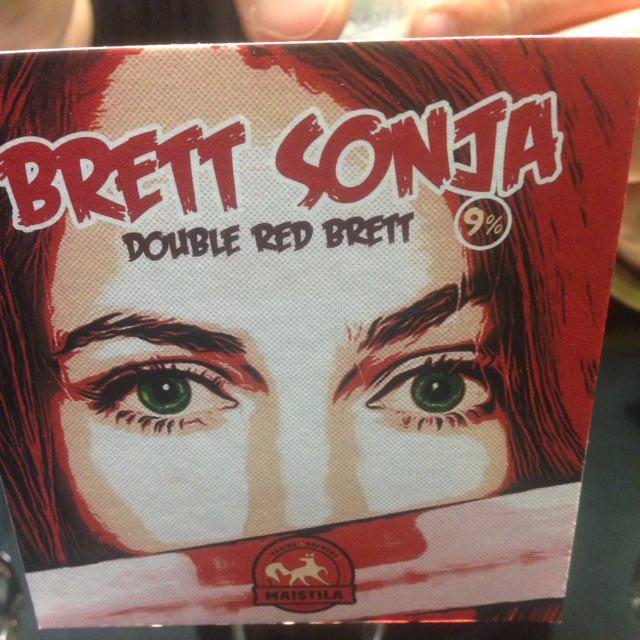 BRETT SONJA
DOUBLE RED BRETT
9%
MAISTILA